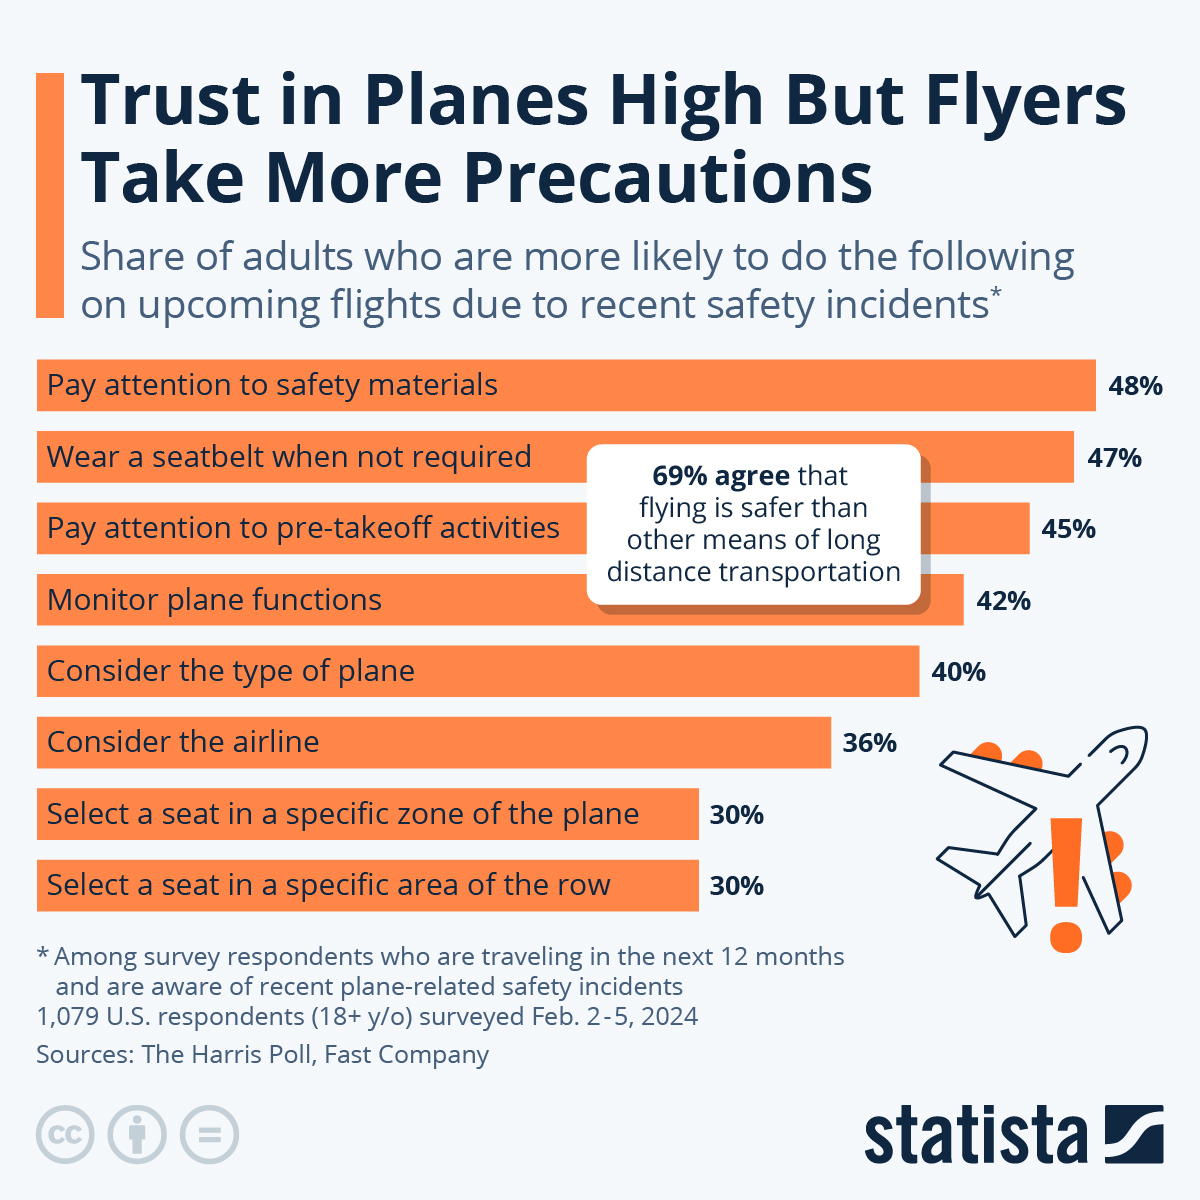 Trust in Planes High But Flyers
Take More Precautions
Share of adults who are more likely to do the following
on upcoming flights due to recent safety incidents*
Pay attention to safety materials 48%
Wear a seatbelt when not required 47%
Pay attention to pre-takeoff activities 45%
Monitor plane functions 42%
Consider the type of plane 40%
Consider the airline 36%
Select a seat in a specific zone of the plane 30%
Select a seat in a specific area of the row 30%
69% agree that
flying is safer than
other means of long
distance transportation
* Among survey respondents who are traveling in the next 12 months
and are aware of recent plane-related safety incidents
1,079 U.S. respondents (18+ y/o) surveyed Feb. 2-5, 2024
Sources: The Harris Poll, Fast Company
cc
statista